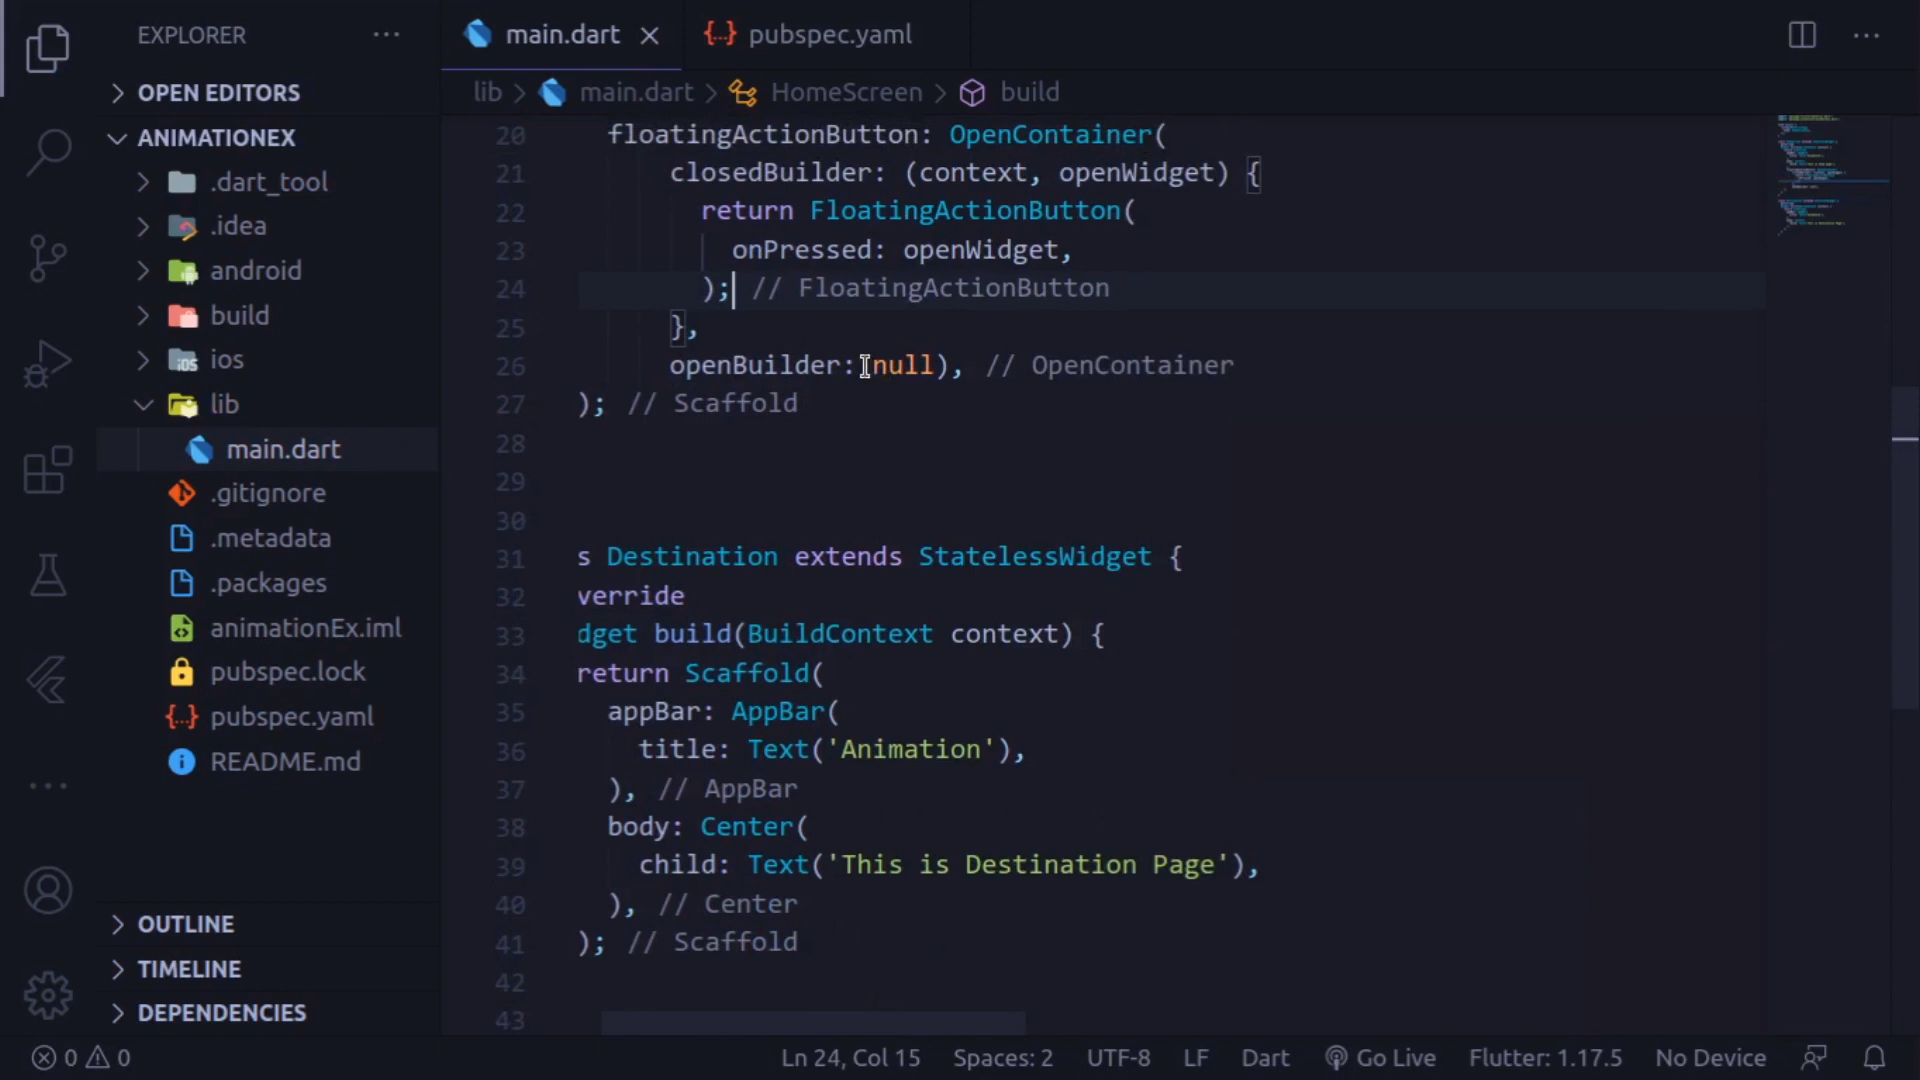 EXPLORER
OPEN EDITORS
ANIMATIONEX
.dart_tool
.idea
android
build
ios
lib
main.dart
.gitignore
.metadata
.packages
animationEx.iml
pubspec.lock
pubspec.yaml
README.md
OUTLINE
TIMELINE
DEPENDENCIES
main.dart pubspec.yaml
lib > main.dart > HomeScreen > build
20 floatingActionButton: OpenContainer(
21 closedBuilder: (context, openWidget) {
22 return FloatingActionButton(
23 onPressed: openWidget,
24 ); // FloatingActionButton
25 },
26 openBuilder: null), // OpenContainer
27 ); // Scaffold
28
29
30
31 s Destination extends StatelessWidget {
32 verride
33 dget build(BuildContext context) {
34 return Scaffold(
35 appBar: AppBar(
36 title: Text('Animation'),
37 ), // AppBar
38 body: Center(
39 child: Text('This is Destination Page'),
40 ), // Center
41 ); // Scaffold
42
43
0 0 Ln 24, Col 15 Spaces: 2 UTF-8 LF Dart Go Live Flutter: 1.17.5 No Device